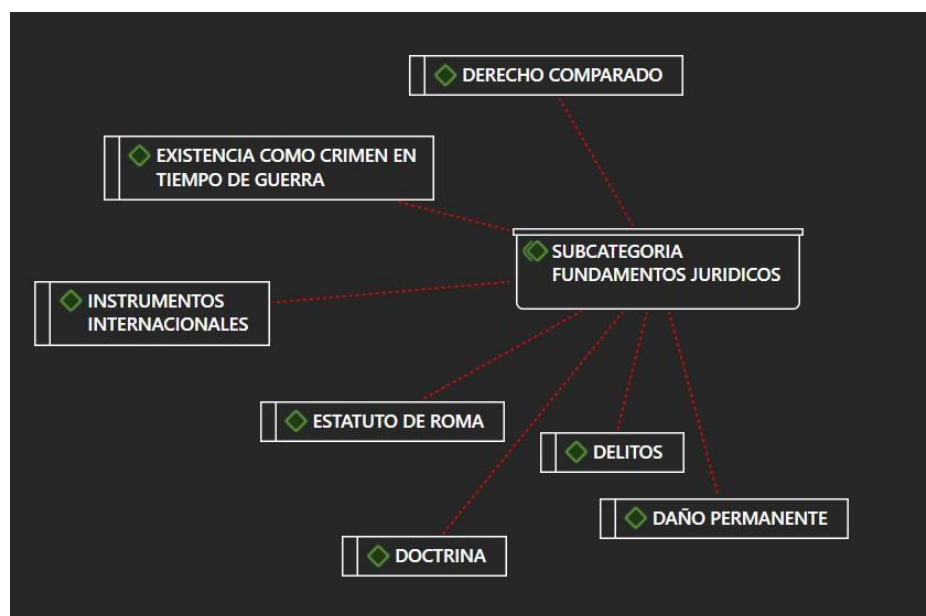 DERECHO COMPARADO
EXISTENCIA COMO CRIMEN EN
TIEMPO DE GUERRA
SUBCATEGORIA
FUNDAMENTOS JURIDICOS
INSTRUMENTOS
INTERNACIONALES
ESTATUTO DE ROMA
DELITOS
DAÑO PERMANENTE
DOCTRINA